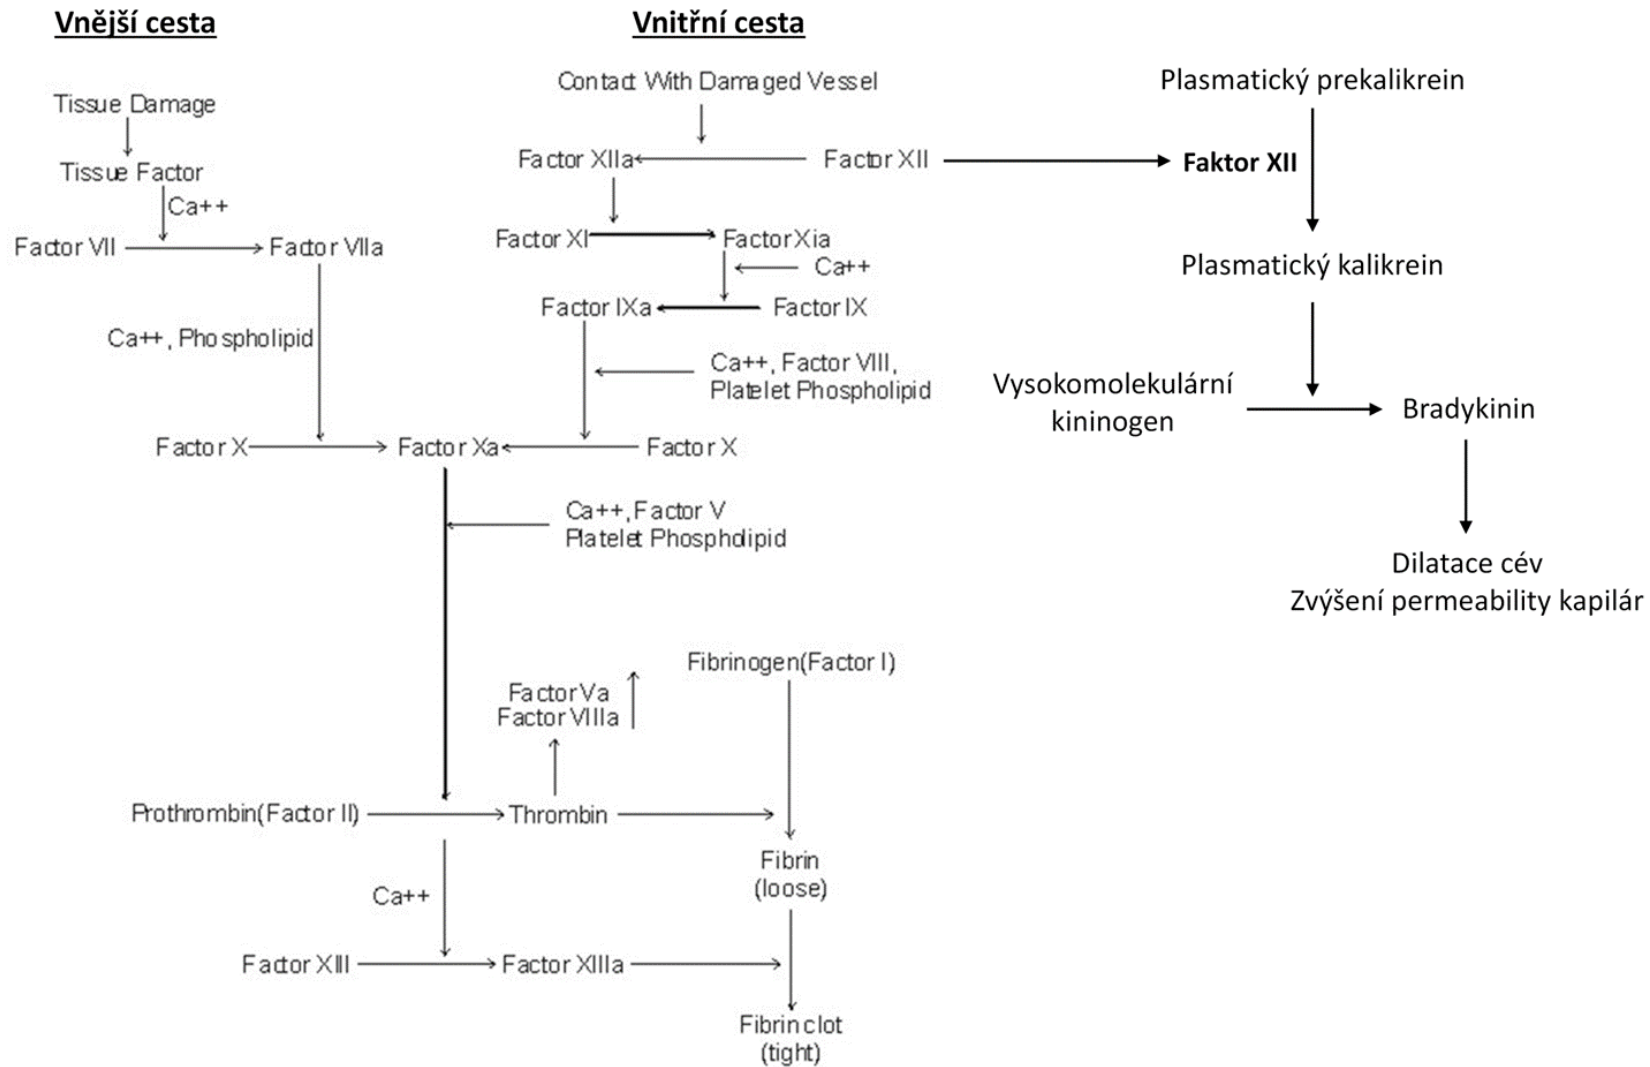 Vnější cesta
Tissue Damage
Tissue Factor
Ca++
Factor VII
Factor VIIa
Ca++, Phospholipid
Factor X
Factor Xa
Vnitřní cesta
Contact With Damaged Vessel
Factor XIIa
Factor XII
Factor XI
Factor Xia
Ca++
Factor IXa
Factor IX
Ca++, Factor VIII,
Platelet Phospholipid
Factor X
Ca++, Factor V
Platelet Phospholipid
Fibrinogen(Factor I)
Factor Va
Factor VIIIa
Prothrombin(Factor II)
Thrombin
Fibrin
(loose)
Ca++
Factor XIII
Factor XIIIa
Fibrin clot
(tight)
Plasmatický prekalikrein
Faktor XII
Plasmatický kalikrein
Vysokomolekulární
kininogen
Bradykinin
Dilatace cév
Zvýšení permeability kapilár